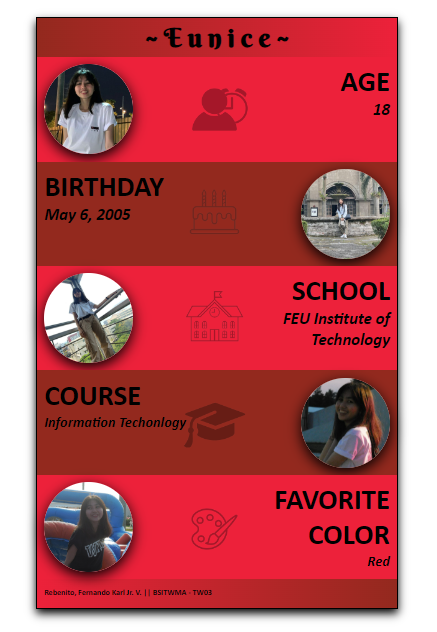 ~Eunice~
AGE
18
BIRTHDAY
May 6, 2005
SCHOOL
FEU Institute of
Technology
COURSE
Information Techonlogy
FAVORITE
COLOR
Red
Rebonito, Fernando Karl Jr. V. || BSITWMA - TW03